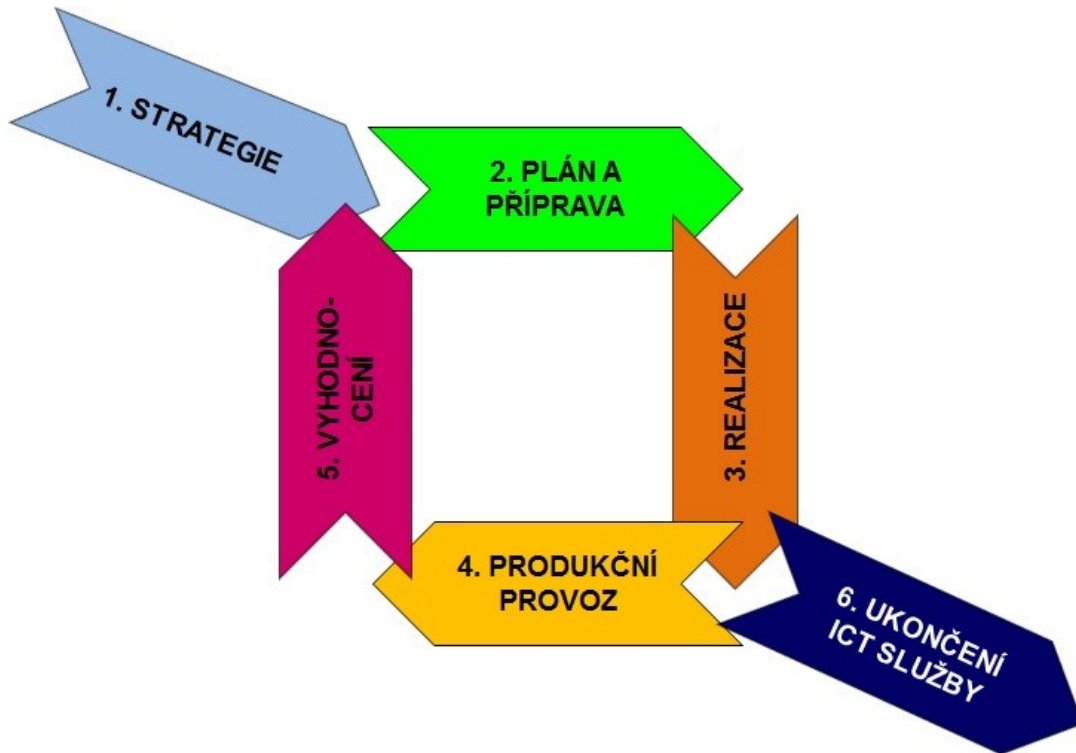 1. STRATEGIE
2. PLÁN A
PŘÍPRAVA
3. REALIZACE
4. PRODUKČNÍ
PROVOZ
5. VYHODNO-
CENÍ
6. UKONČENÍ
ICT SLUŽBY